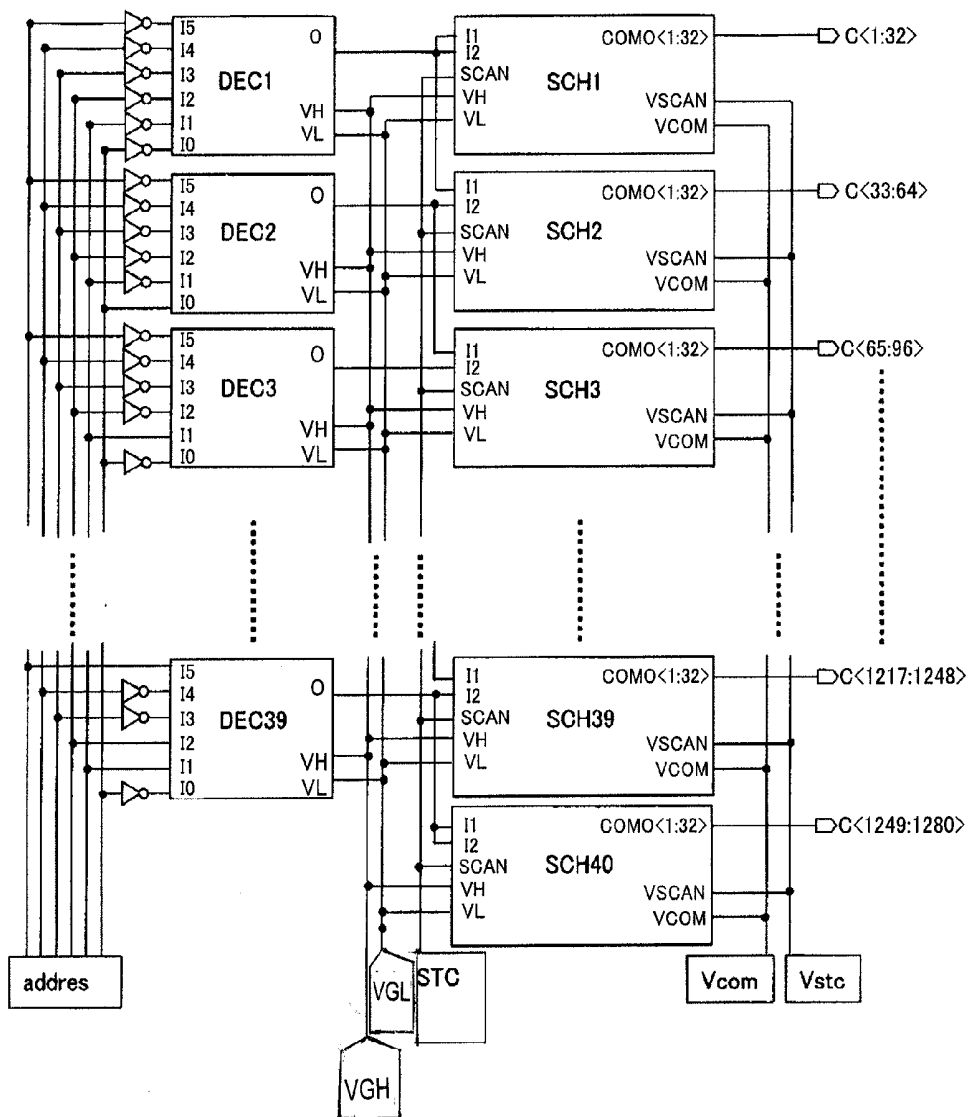 I5
I4
I3
I2
I1
I0
DEC1
O
VH
VL
I1
I2
SCAN
VH
VL
SCH1
COMO<1:32>
VSCAN
VCOM
C<1:32>
I5
I4
I3
I2
I1
I0
DEC2
O
VH
VL
I1
I2
SCAN
VH
VL
SCH2
COMO<1:32>
VSCAN
VCOM
C<33:64>
I5
I4
I3
I2
I1
I0
DEC3
O
VH
VL
I1
I2
SCAN
VH
VL
SCH3
COMO<1:32>
VSCAN
VCOM
C<65:96>
I5
I4
I3
I2
I1
I0
DEC39
O
VH
VL
I1
I2
SCAN
VH
VL
SCH39
COMO<1:32>
VSCAN
VCOM
C<1217:1248>
I1
I2
SCAN
VH
VL
SCH40
COMO<1:32>
VSCAN
VCOM
C<1249:1280>
addres
VGL
STC
Vcom
Vstc
VGH